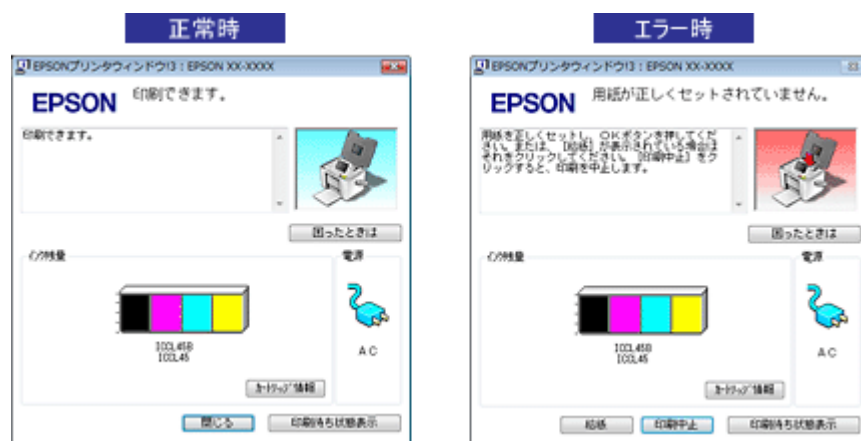 正常時
EPSONプリンタウィンドウ!3 : EPSON XX-XXXX
EPSON
印刷できます。
印刷できます。
困ったときは
インク残量
電源
ICCL45B
ICCL45
AC
カートリッジ情報
閉じる
印刷待ち状態表示
エラー時
EPSONプリンタウィンドウ!3 : EPSON XX-XXXX
EPSON
用紙が正しくセットされていません。
用紙を正しくセットし、OKボタンを押してくだ
さい。または、[給紙]が表示されている場合は
それをクリックしてください。[印刷中止]をク
リックすると、印刷を中止します。
困ったときは
インク残量
電源
ICCL45B
ICCL45
AC
カートリッジ情報
給紙
印刷中止
印刷待ち状態表示